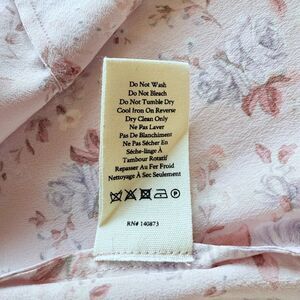 Do Not Wash
Do Not Bleach
Do Not Tumble Dry
Cool Iron On Reverse
Dry Clean Only
Ne Pas Laver
Pas De Blanchiment
Ne Pas Sécher En
Sèche-linge À
Tambour Rotatif
Repasser Au Fer Froid
Nettoyage À Sec Seulement
RN# 140873